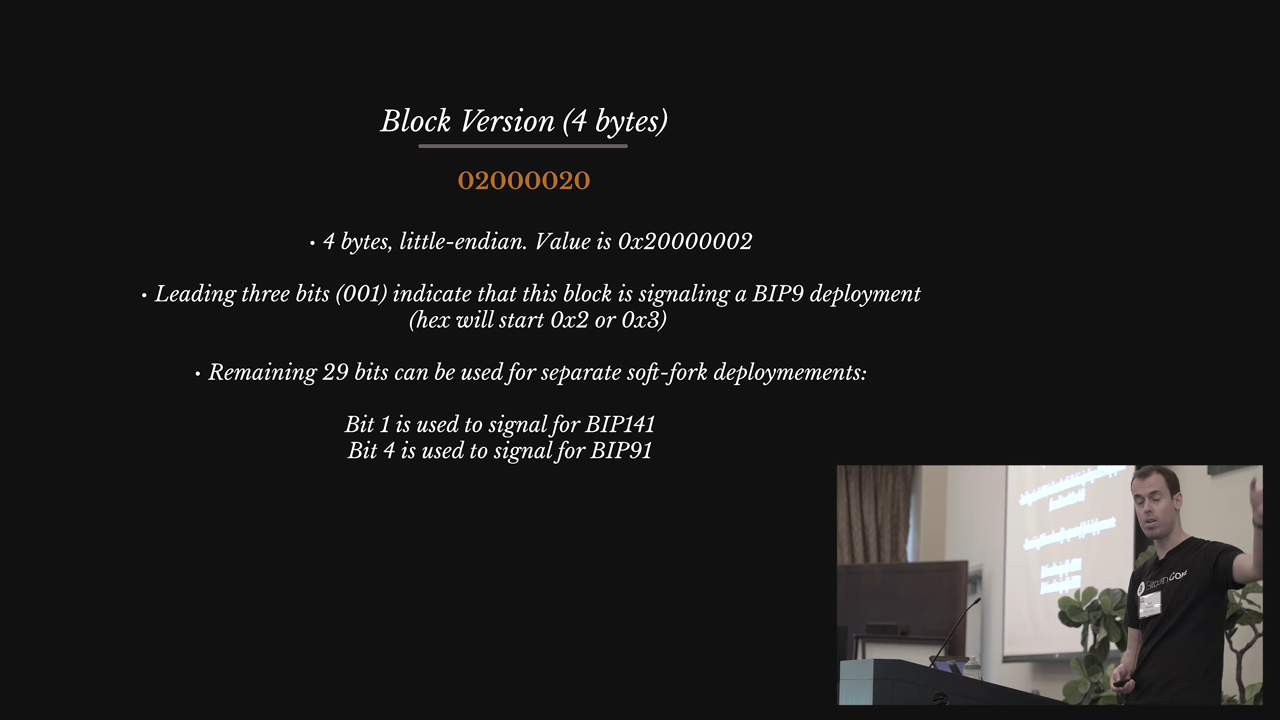 Block Version (4 bytes)
02000020
• 4 bytes, little-endian. Value is 0x20000002
• Leading three bits (001) indicate that this block is signaling a BIP9 deployment
(hex will start 0x2 or 0x3)
• Remaining 29 bits can be used for separate soft-fork deploymements:
Bit 1 is used to signal for BIP141
Bit 4 is used to signal for BIP91
Bitcoin